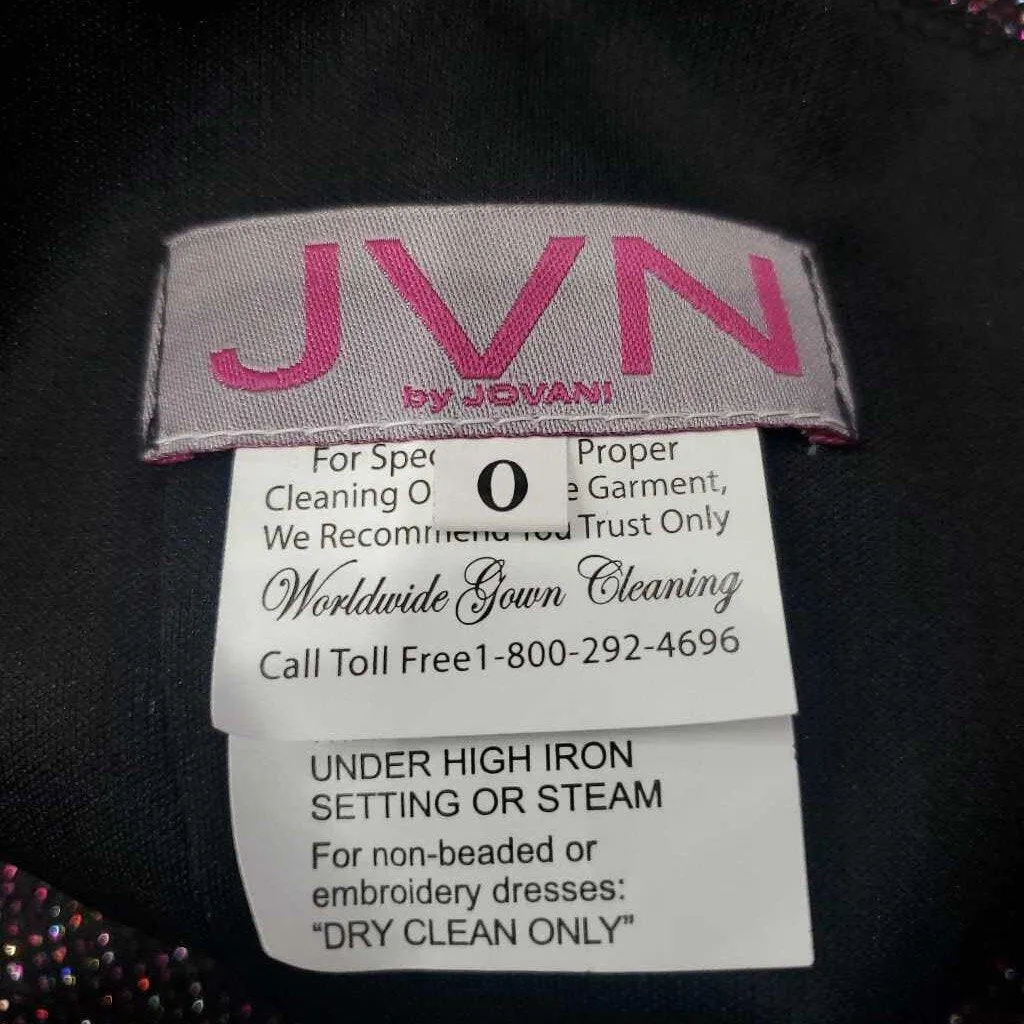 JVN
by JOVANI
0
For Proper
Cleaning Garment,
We Recommend You Trust Only
Worldwide Gown Cleaning
Call Toll Free1-800-292-4696
UNDER HIGH IRON
SETTING OR STEAM
For non-beaded or
embroidery dresses:
“DRY CLEAN ONLY”